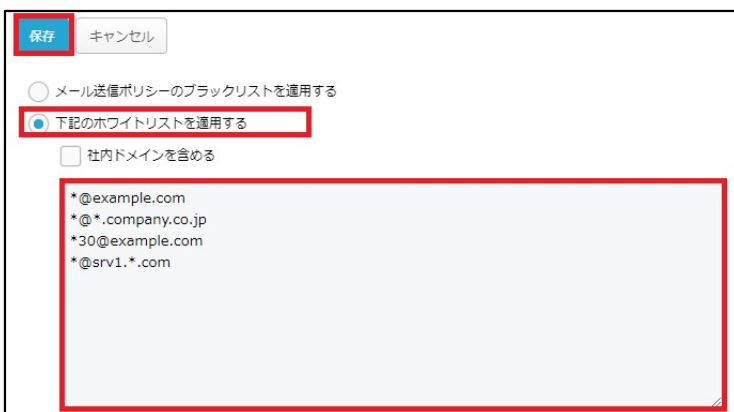 保存 キャンセル
メール送信ポリシーのブラックリストを適用する
下記のホワイトリストを適用する
社内ドメインを含める
*@example.com
*@*.company.co.jp
*30@example.com
*@srv1.*.com